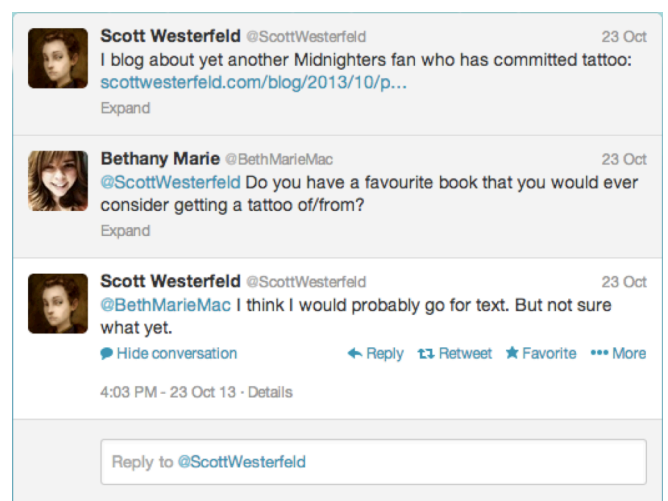 Scott Westerfeld @ScottWesterfeld 23 Oct
I blog about yet another Midnighters fan who has committed tattoo:
scottwesterfeld.com/blog/2013/10/p...
Expand
Bethany Marie @BethMarieMac 23 Oct
@ScottWesterfeld Do you have a favourite book that you would ever
consider getting a tattoo of/from?
Expand
Scott Westerfeld @ScottWesterfeld 23 Oct
@BethMarieMac I think I would probably go for text. But not sure
what yet.
Hide conversation Reply Retweet Favorite More
4:03 PM - 23 Oct 13 · Details
Reply to @ScottWesterfeld